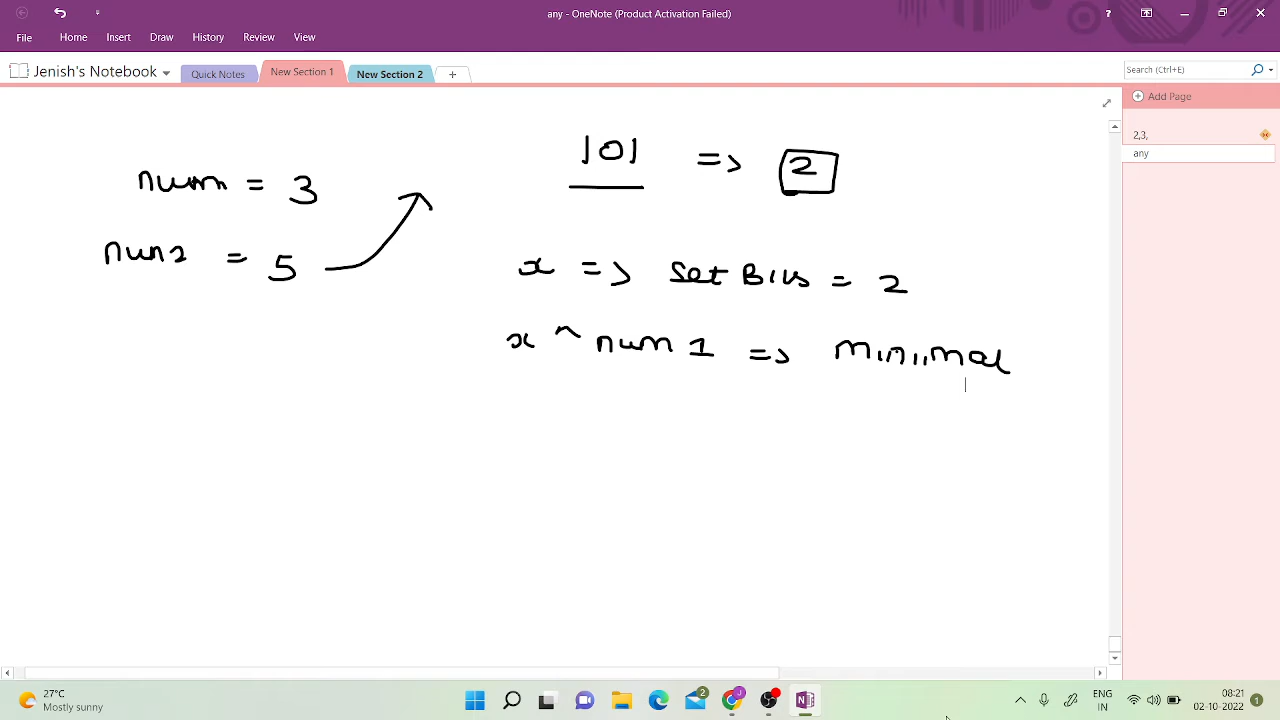 any - OneNote (Product Activation Failed)
File Home Insert Draw History Review View
Jenish's Notebook Quick Notes New Section 1 New Section 2
Search (Ctrl+E)
Add Page
2,3,
any
101 => 2
num = 3
num2 = 5
x => set Bits = 2
x ^ num 1 => minimal
27°C
Mostly sunny
2
J
N
ENG
IN
08:21
02-10-2022
1